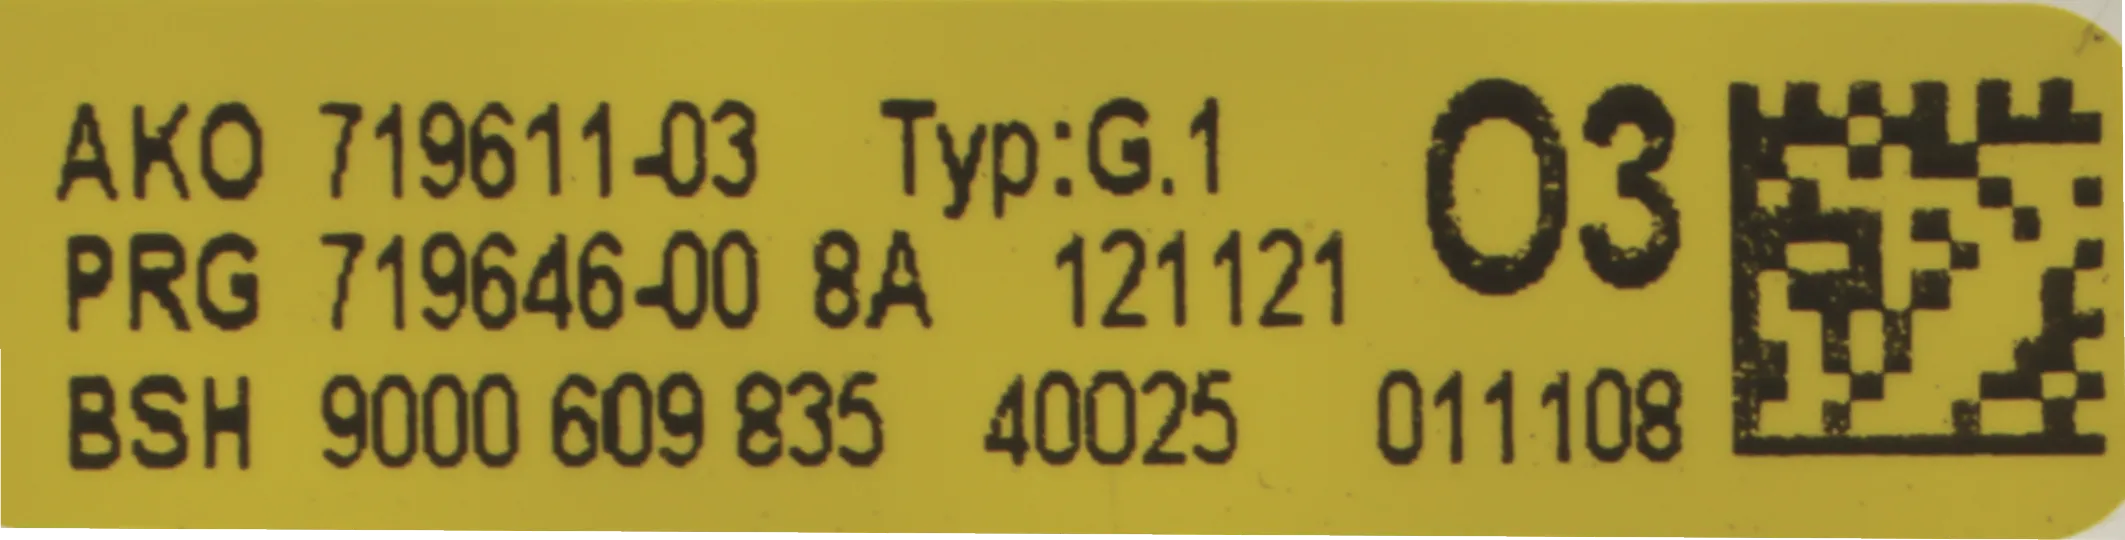 AKO 719611-03 Typ:G.1 03
PRG 719646-00 8A 121121
BSH 9000 609 835 40025 011108